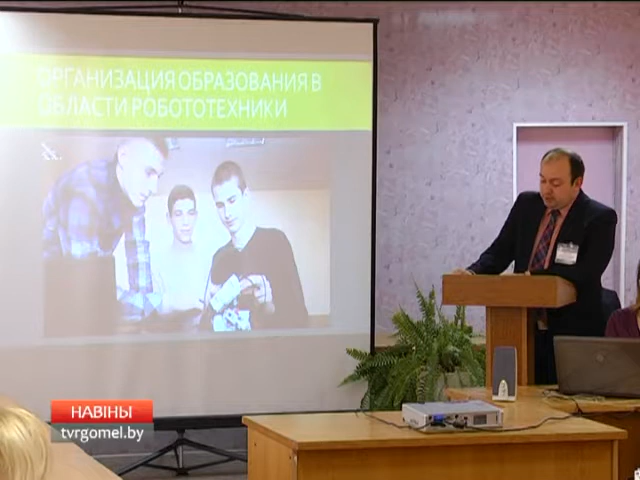 ОРГАНИЗАЦИЯ ОБРАЗОВАНИЯ В
ОБЛАСТИ РОБОТОТЕХНИКИ
НАВІНЫ
tvrgomel.by